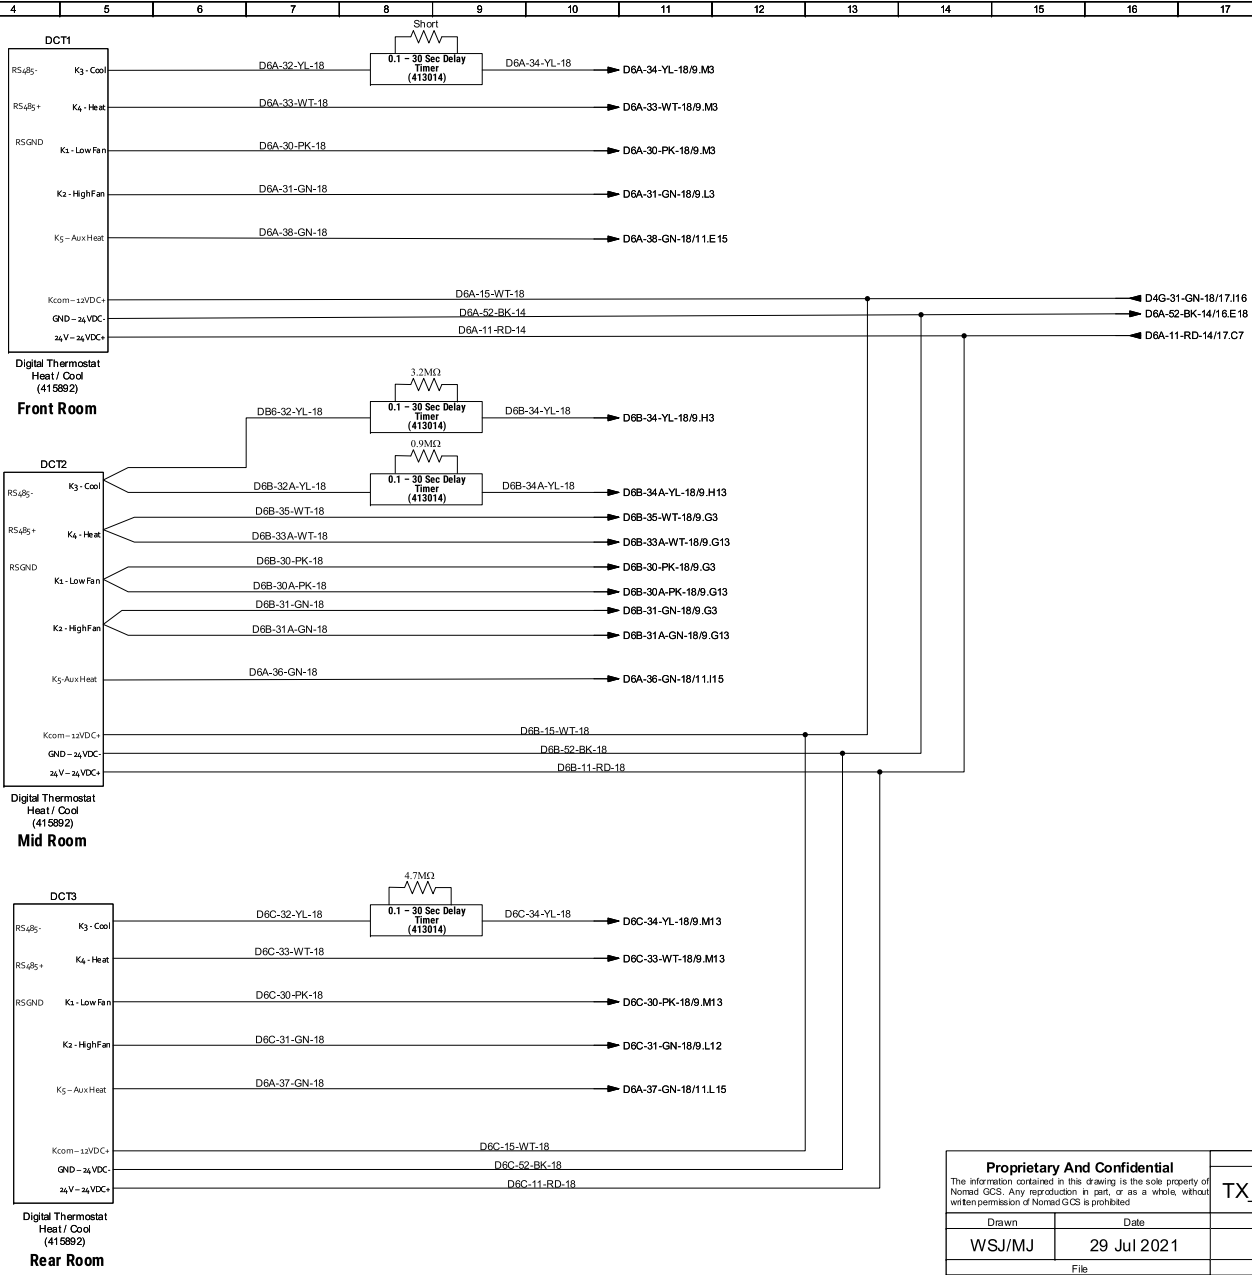 4 5 6 7 8 9 10 11 12 13 14 15 16 17
Short
DCT1
0.1 – 30 Sec Delay
Timer
(413014)
RS485-
K3 - Cool
D6A-32-YL-18
D6A-34-YL-18
D6A-34-YL-18/9.M3
RS485+
K4 - Heat
D6A-33-WT-18
D6A-33-WT-18/9.M3
RSGND
K1 - Low Fan
D6A-30-PK-18
D6A-30-PK-18/9.M3
K2 - High Fan
D6A-31-GN-18
D6A-31-GN-18/9.L3
K5 – Aux Heat
D6A-38-GN-18
D6A-38-GN-18/11.E15
Kcom – 12VDC+
D6A-15-WT-18
D4G-31-GN-18/17.I16
GND – 24VDC-
D6A-52-BK-14
D6A-52-BK-14/16.E18
24V – 24VDC+
D6A-11-RD-14
D6A-11-RD-14/17.C7
Digital Thermostat
Heat / Cool
(415892)
Front Room
3.2MΩ
0.1 – 30 Sec Delay
Timer
(413014)
DB6-32-YL-18
D6B-34-YL-18
D6B-34-YL-18/9.H3
0.9MΩ
DCT2
0.1 – 30 Sec Delay
Timer
(413014)
RS485-
K3 - Cool
D6B-32A-YL-18
D6B-34A-YL-18
D6B-34A-YL-18/9.H13
D6B-35-WT-18
D6B-35-WT-18/9.G3
RS485+
K4 - Heat
D6B-33A-WT-18
D6B-33A-WT-18/9.G13
RSGND
D6B-30-PK-18
D6B-30-PK-18/9.G3
K1 - Low Fan
D6B-30A-PK-18
D6B-30A-PK-18/9.G13
D6B-31-GN-18
D6B-31-GN-18/9.G3
K2 - High Fan
D6B-31A-GN-18
D6B-31A-GN-18/9.G13
K5-Aux Heat
D6A-36-GN-18
D6A-36-GN-18/11.I15
Kcom – 12VDC+
D6B-15-WT-18
GND – 24VDC-
D6B-52-BK-18
24V – 24VDC+
D6B-11-RD-18
Digital Thermostat
Heat / Cool
(415892)
Mid Room
4.7MΩ
DCT3
0.1 – 30 Sec Delay
Timer
(413014)
RS485-
K3 - Cool
D6C-32-YL-18
D6C-34-YL-18
D6C-34-YL-18/9.M13
RS485+
K4 - Heat
D6C-33-WT-18
D6C-33-WT-18/9.M13
RSGND
K1 - Low Fan
D6C-30-PK-18
D6C-30-PK-18/9.M13
K2 - High Fan
D6C-31-GN-18
D6C-31-GN-18/9.L12
K5 – Aux Heat
D6A-37-GN-18
D6A-37-GN-18/11.L15
Kcom – 12VDC+
D6C-15-WT-18
GND – 24VDC-
D6C-52-BK-18
24V – 24VDC+
D6C-11-RD-18
Digital Thermostat
Heat / Cool
(415892)
Rear Room
Proprietary And Confidential
The information contained in this drawing is the sole property of
Nomad GCS. Any reproduction in part, or as a whole, without
written permission of Nomad GCS is prohibited
TX_
Drawn
Date
WSJ/MJ
29 Jul 2021
File